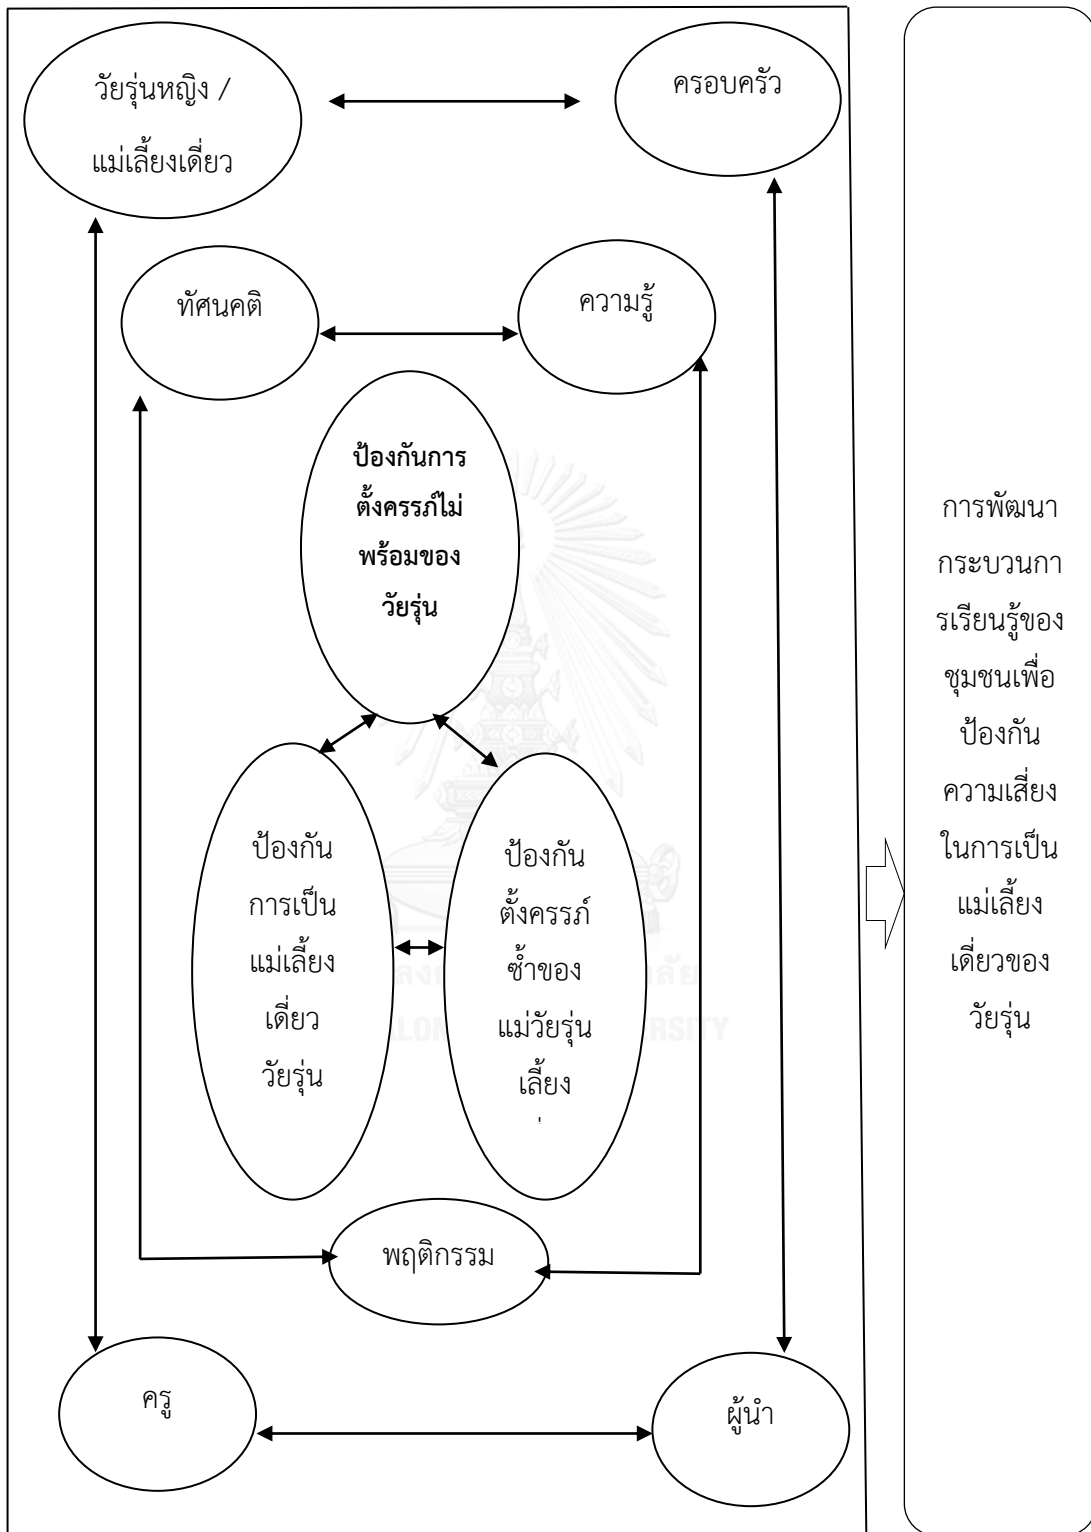 วัยรุ่นหญิง /
แม่เลี้ยงเดี่ยว
ครอบครัว
ทัศนคติ
ความรู้
ป้องกันการ
ตั้งครรภ์ไม่
พร้อมของ
วัยรุ่น
ป้องกัน
การเป็น
แม่เลี้ยง
เดี่ยว
วัยรุ่น
ป้องกัน
ตั้งครรภ์
ซ้ำของ
แม่วัยรุ่น
เลี้ยง
พฤติกรรม
ครู
ผู้นำ
การพัฒนา
กระบวนกา
รเรียนรู้ของ
ชุมชนเพื่อ
ป้องกัน
ความเสี่ยง
ในการเป็น
แม่เลี้ยง
เดี่ยวของ
วัยรุ่น